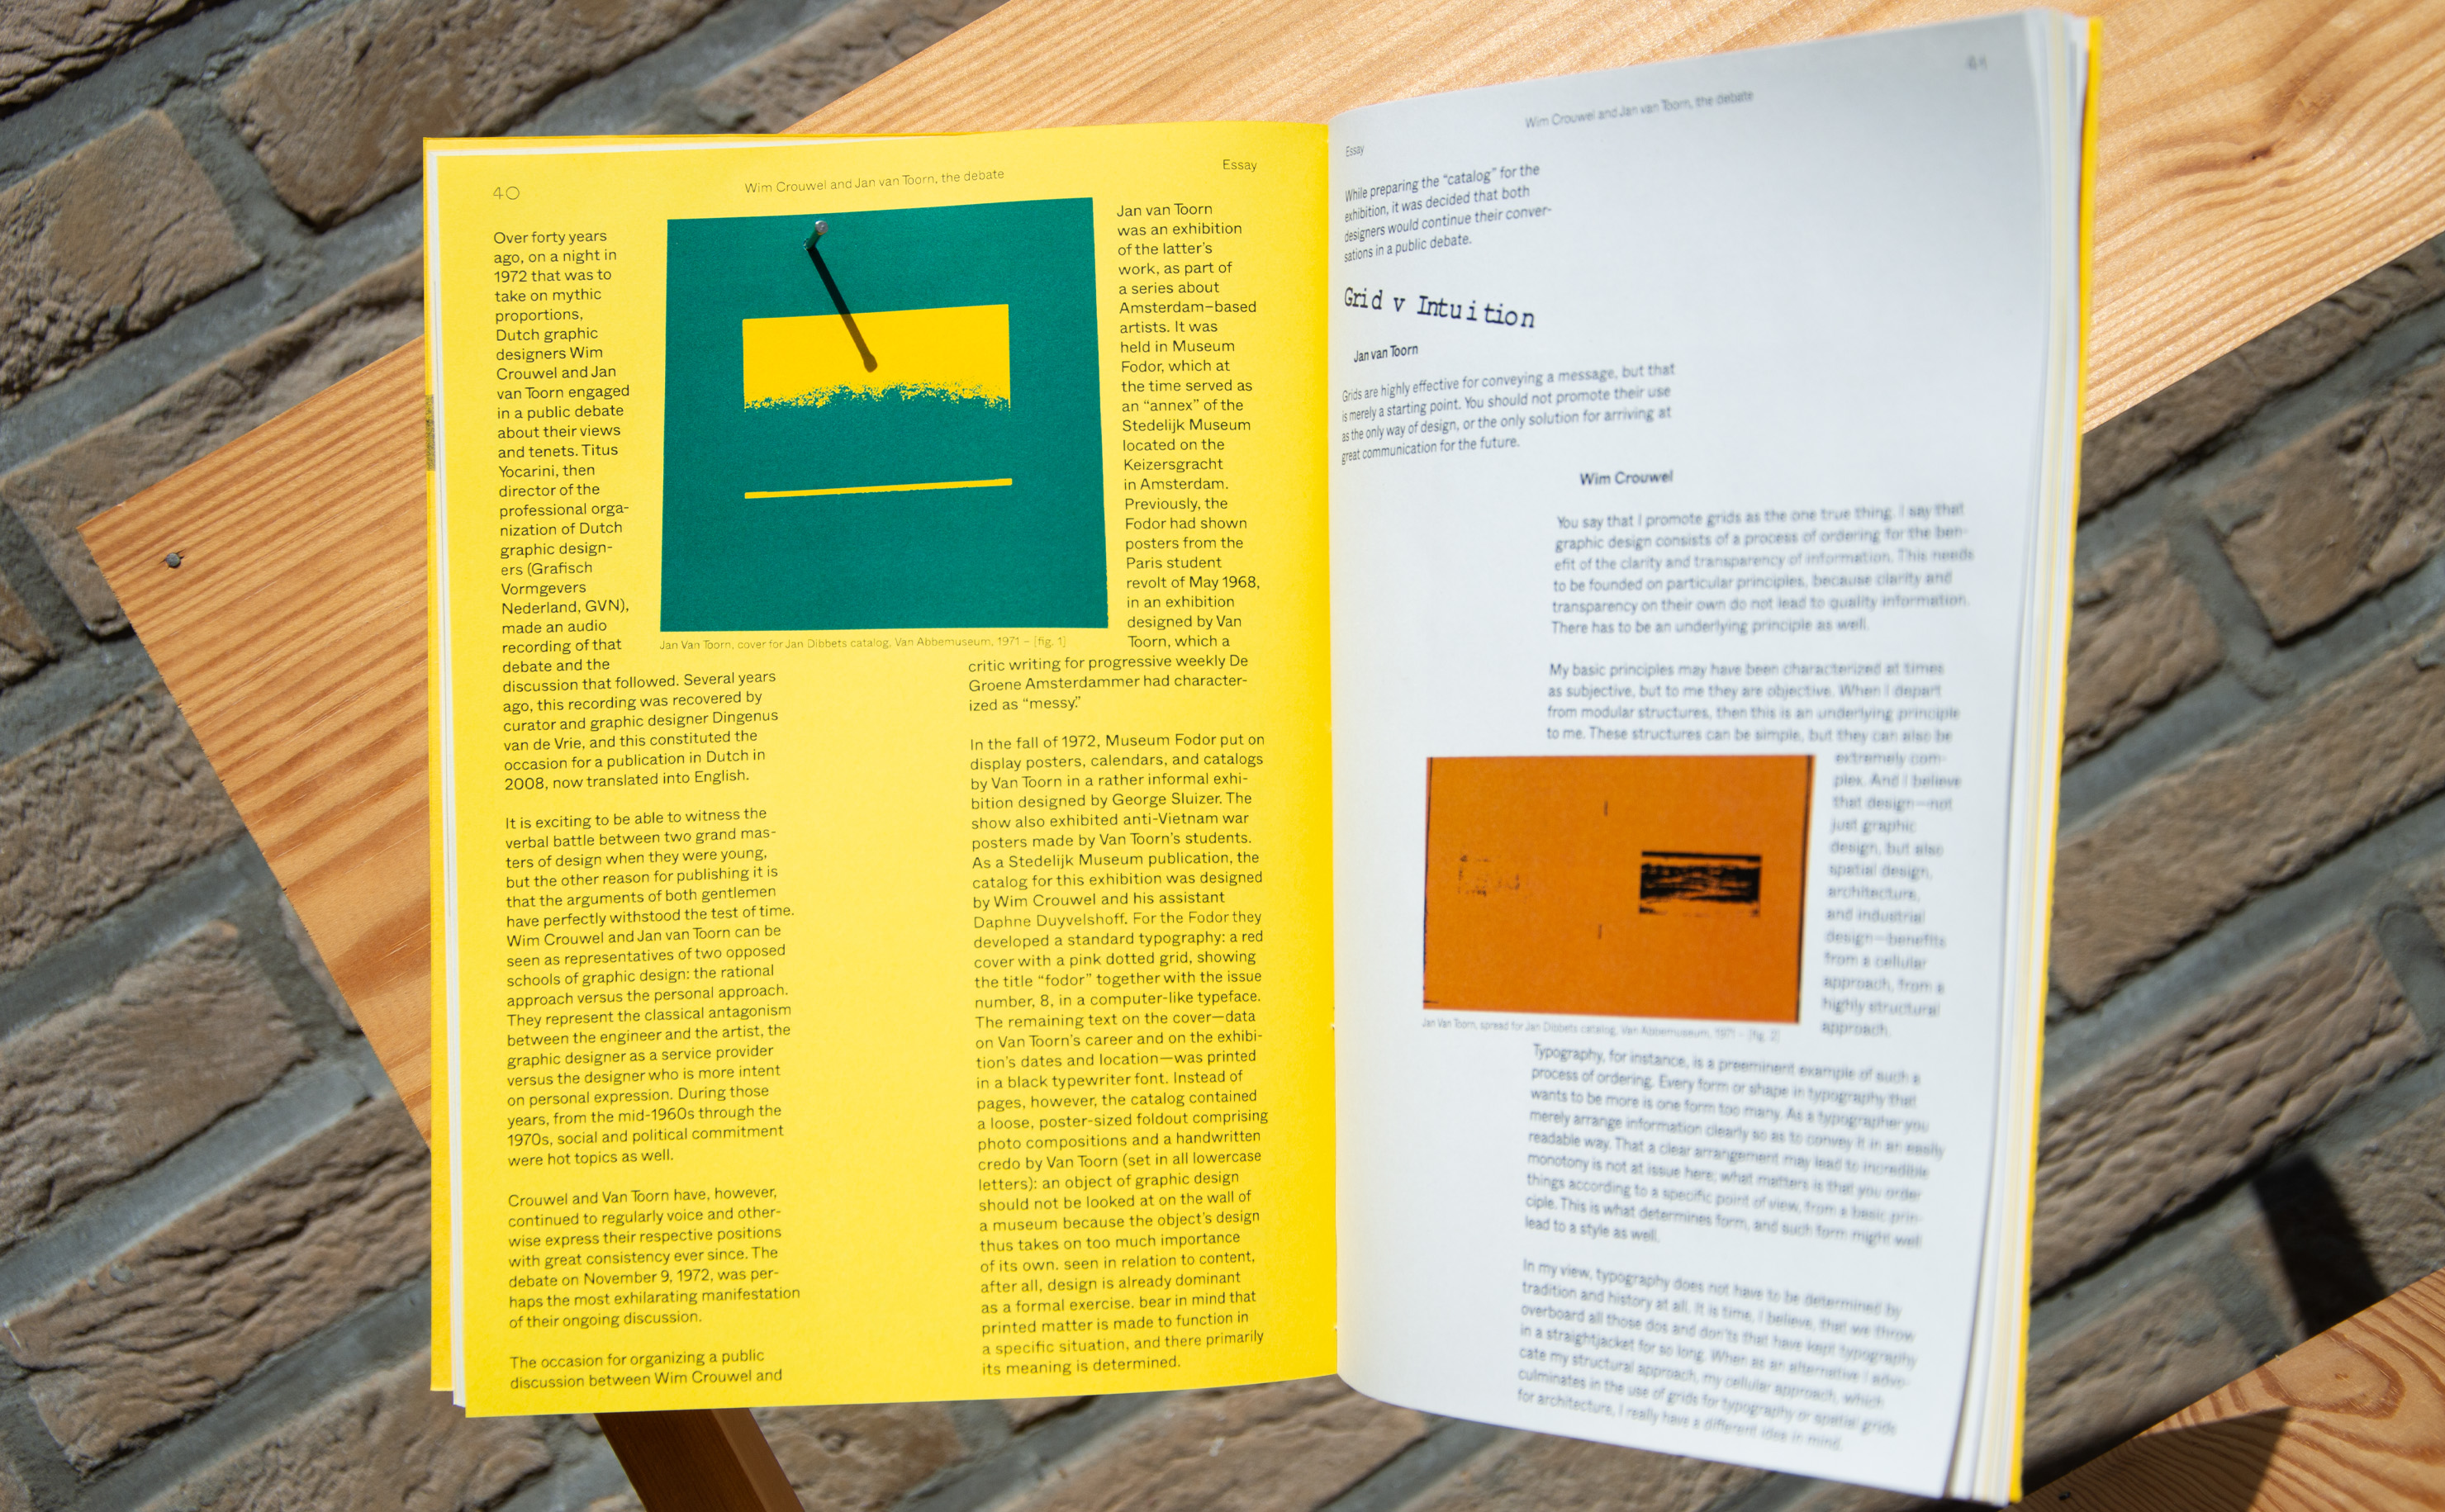 40
Wim Crouwel and Jan van Toorn, the debate
Essay
Over forty years
ago, on a night in
1972 that was to
take on mythic
proportions,
Dutch graphic
designers Wim
Crouwel and Jan
van Toorn engaged
in a public debate
about their views
and tenets. Titus
Yocarini, then
director of the
professional orga-
nization of Dutch
graphic design-
ers (Grafisch
Vormgevers
Nederland, GVN),
made an audio
recording of that
debate and the
discussion that followed. Several years
ago, this recording was recovered by
curator and graphic designer Dingenus
van de Vrie, and this constituted the
occasion for a publication in Dutch in
2008, now translated into English.
It is exciting to be able to witness the
verbal battle between two grand mas-
ters of design when they were young,
but the other reason for publishing it is
that the arguments of both gentlemen
have perfectly withstood the test of time.
Wim Crouwel and Jan van Toorn can be
seen as representatives of two opposed
schools of graphic design: the rational
approach versus the personal approach.
They represent the classical antagonism
between the engineer and the artist, the
graphic designer as a service provider
versus the designer who is more intent
on personal expression. During those
years, from the mid-1960s through the
1970s, social and political commitment
were hot topics as well.
Crouwel and Van Toorn have, however,
continued to regularly voice and other-
wise express their respective positions
with great consistency ever since. The
debate on November 9, 1972, was per-
haps the most exhilarating manifestation
of their ongoing discussion.
The occasion for organizing a public
discussion between Wim Crouwel and
Jan Van Toorn, cover for Jan Dibbets catalog, Van Abbemuseum, 1971 – [fig. 1]
Jan van Toorn
was an exhibition
of the latter's
work, as part of
a series about
Amsterdam–based
artists. It was
held in Museum
Fodor, which at
the time served as
an "annex" of the
Stedelijk Museum
located on the
Keizersgracht
in Amsterdam.
Previously, the
Fodor had shown
posters from the
Paris student
revolt of May 1968,
in an exhibition
designed by Van
Toorn, which a
critic writing for progressive weekly De
Groene Amsterdammer had character-
ized as "messy."
In the fall of 1972, Museum Fodor put on
display posters, calendars, and catalogs
by Van Toorn in a rather informal exhi-
bition designed by George Sluizer. The
show also exhibited anti-Vietnam war
posters made by Van Toorn's students.
As a Stedelijk Museum publication, the
catalog for this exhibition was designed
by Wim Crouwel and his assistant
Daphne Duyvelshoff. For the Fodor they
developed a standard typography: a red
cover with a pink dotted grid, showing
the title "fodor" together with the issue
number, 8, in a computer-like typeface.
The remaining text on the cover—data
on Van Toorn's career and on the exhibi-
tion's dates and location—was printed
in a black typewriter font. Instead of
pages, however, the catalog contained
a loose, poster-sized foldout comprising
photo compositions and a handwritten
credo by Van Toorn (set in all lowercase
letters): an object of graphic design
should not be looked at on the wall of
a museum because the object's design
thus takes on too much importance
of its own. seen in relation to content,
after all, design is already dominant
as a formal exercise. bear in mind that
printed matter is made to function in
a specific situation, and there primarily
its meaning is determined.
Essay
Wim Crouwel and Jan van Toorn, the debate
41
While preparing the "catalog" for the
exhibition, it was decided that both
designers would continue their conver-
sations in a public debate.
Grid v Intuition
Jan van Toorn
Grids are highly effective for conveying a message, but that
is merely a starting point. You should not promote their use
as the only way of design, or the only solution for arriving at
great communication for the future.
Wim Crouwel
You say that I promote grids as the one true thing. I say that
graphic design consists of a process of ordering for the ben-
efit of the clarity and transparency of information. This needs
to be founded on particular principles, because clarity and
transparency on their own do not lead to quality information.
There has to be an underlying principle as well.
My basic principles may have been characterized at times
as subjective, but to me they are objective. When I depart
from modular structures, then this is an underlying principle
to me. These structures can be simple, but they can also be
extremely com-
plex. And I believe
that design—not
just graphic
design, but also
spatial design,
architecture,
and industrial
design—benefits
from a cellular
approach, from a
highly structural
approach.
Jan Van Toorn, spread for Jan Dibbets catalog, Van Abbemuseum, 1971 – [fig. 2]
Typography, for instance, is a preeminent example of such a
process of ordering. Every form or shape in typography that
wants to be more is one form too many. As a typographer you
merely arrange information clearly so as to convey it in an easily
readable way. That a clear arrangement may lead to incredible
monotony is not at issue here; what matters is that you order
things according to a specific point of view, from a basic prin-
ciple. This is what determines form, and such form might well
lead to a style as well.
In my view, typography does not have to be determined by
tradition and history at all. It is time, I believe, that we throw
overboard all those dos and don'ts that have kept typography
in a straightjacket for so long. When as an alternative I advo-
cate my structural approach, my cellular approach, which
culminates in the use of grids for typography or spatial grids
for architecture, I really have a different idea in mind.